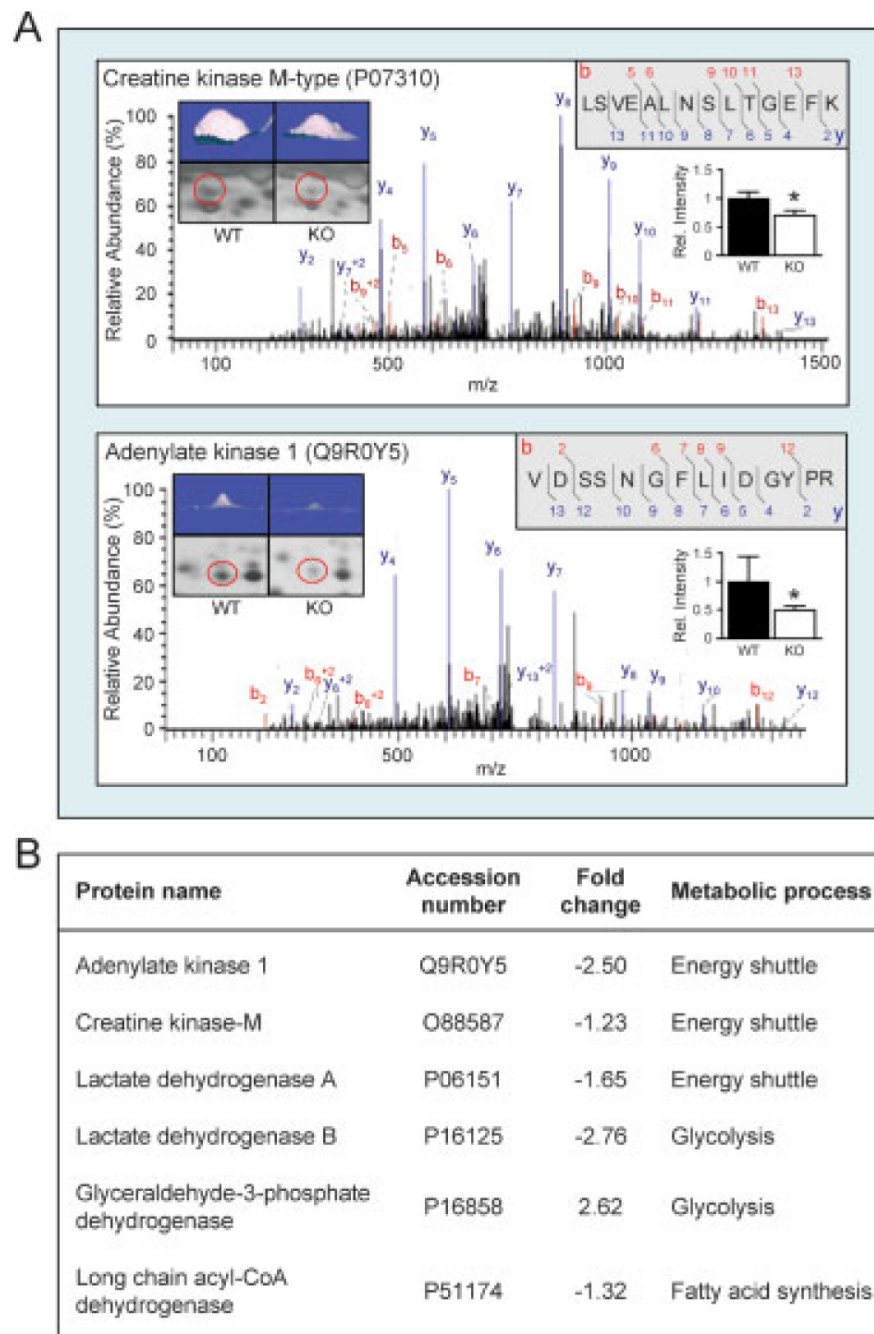 A
Creatine kinase M-type (P07310)
b 5 6 9 10 11 13
L S V E A L N S L T G E F K
13 11 10 9 8 7 6 5 4 2 y
Relative Abundance (%)
100
80
60
40
20
0
WT KO
y2
y7+2
b9+2
y4
b5
y5
b6
y6
y7
y8
b9
y9
b10
y10
b11
y11
b13
y13
Rel. Intensity
1.5
1
0.5
0
*
WT KO
100 500 1000 1500
m/z
Adenylate kinase 1 (Q9R0Y5)
b 2 6 7 8 9 12
V D S S N G F L I D G Y P R
13 12 10 9 8 7 6 5 4 2 y
Relative Abundance (%)
100
80
60
40
20
0
WT KO
b2
y2
y6+2
b8+2
y4
y5
b7
y6
y13+2
y7
b9
y8
y9
y10
b12
y12
Rel. Intensity
1.5
1
0.5
0
*
WT KO
100 500 1000
m/z
B
Protein name Accession number Fold change Metabolic process
Adenylate kinase 1 Q9R0Y5 -2.50 Energy shuttle
Creatine kinase-M O88587 -1.23 Energy shuttle
Lactate dehydrogenase A P06151 -1.65 Energy shuttle
Lactate dehydrogenase B P16125 -2.76 Glycolysis
Glyceraldehyde-3-phosphate
dehydrogenase P16858 2.62 Glycolysis
Long chain acyl-CoA
dehydrogenase P51174 -1.32 Fatty acid synthesis